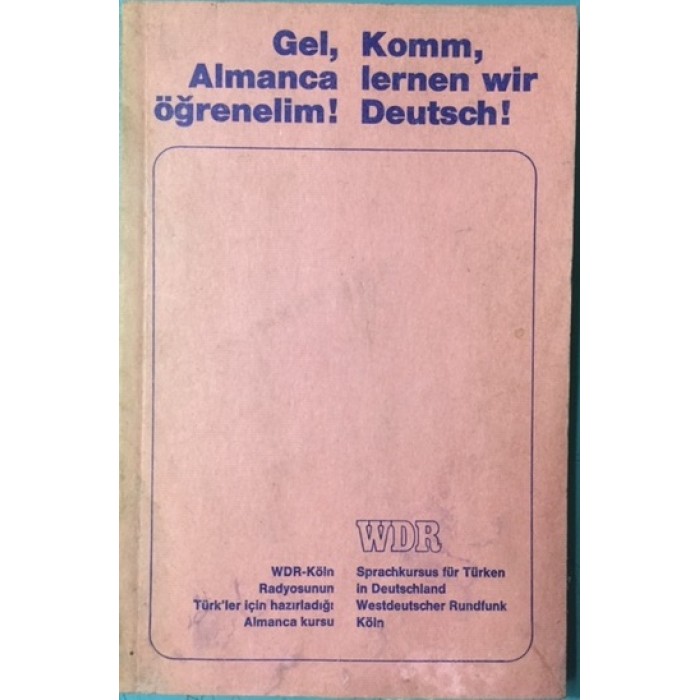 Gel,
Almanca
öğrenelim!
Komm,
lernen wir
Deutsch!
WDR
WDR-Köln
Radyosunun
Türk'ler için hazırladığı
Almanca kursu
Sprachkursus für Türken
in Deutschland
Westdeutscher Rundfunk
Köln